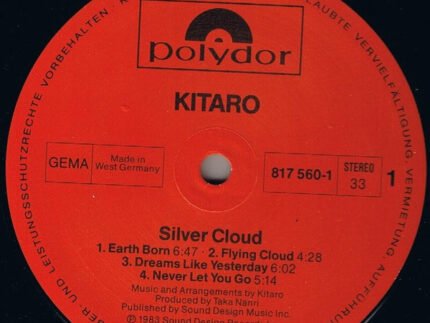 polydor
KITARO
GEMA
Made in
West Germany
817 560-1
STEREO
33
1
Silver Cloud
1. Earth Born 6:47 · 2. Flying Cloud 4:28
3. Dreams Like Yesterday 6:02
4. Never Let You Go 5:14
Music and Arrangements by Kitaro
Produced by Taka Nanri
Published by Sound Design Music Inc.
℗ 1983 Sound Design
UND LEISTUNGSSCHUTZRECHTE VORBEHALTEN
VERVIELFÄLTIGUNG, VERMIETUNG,